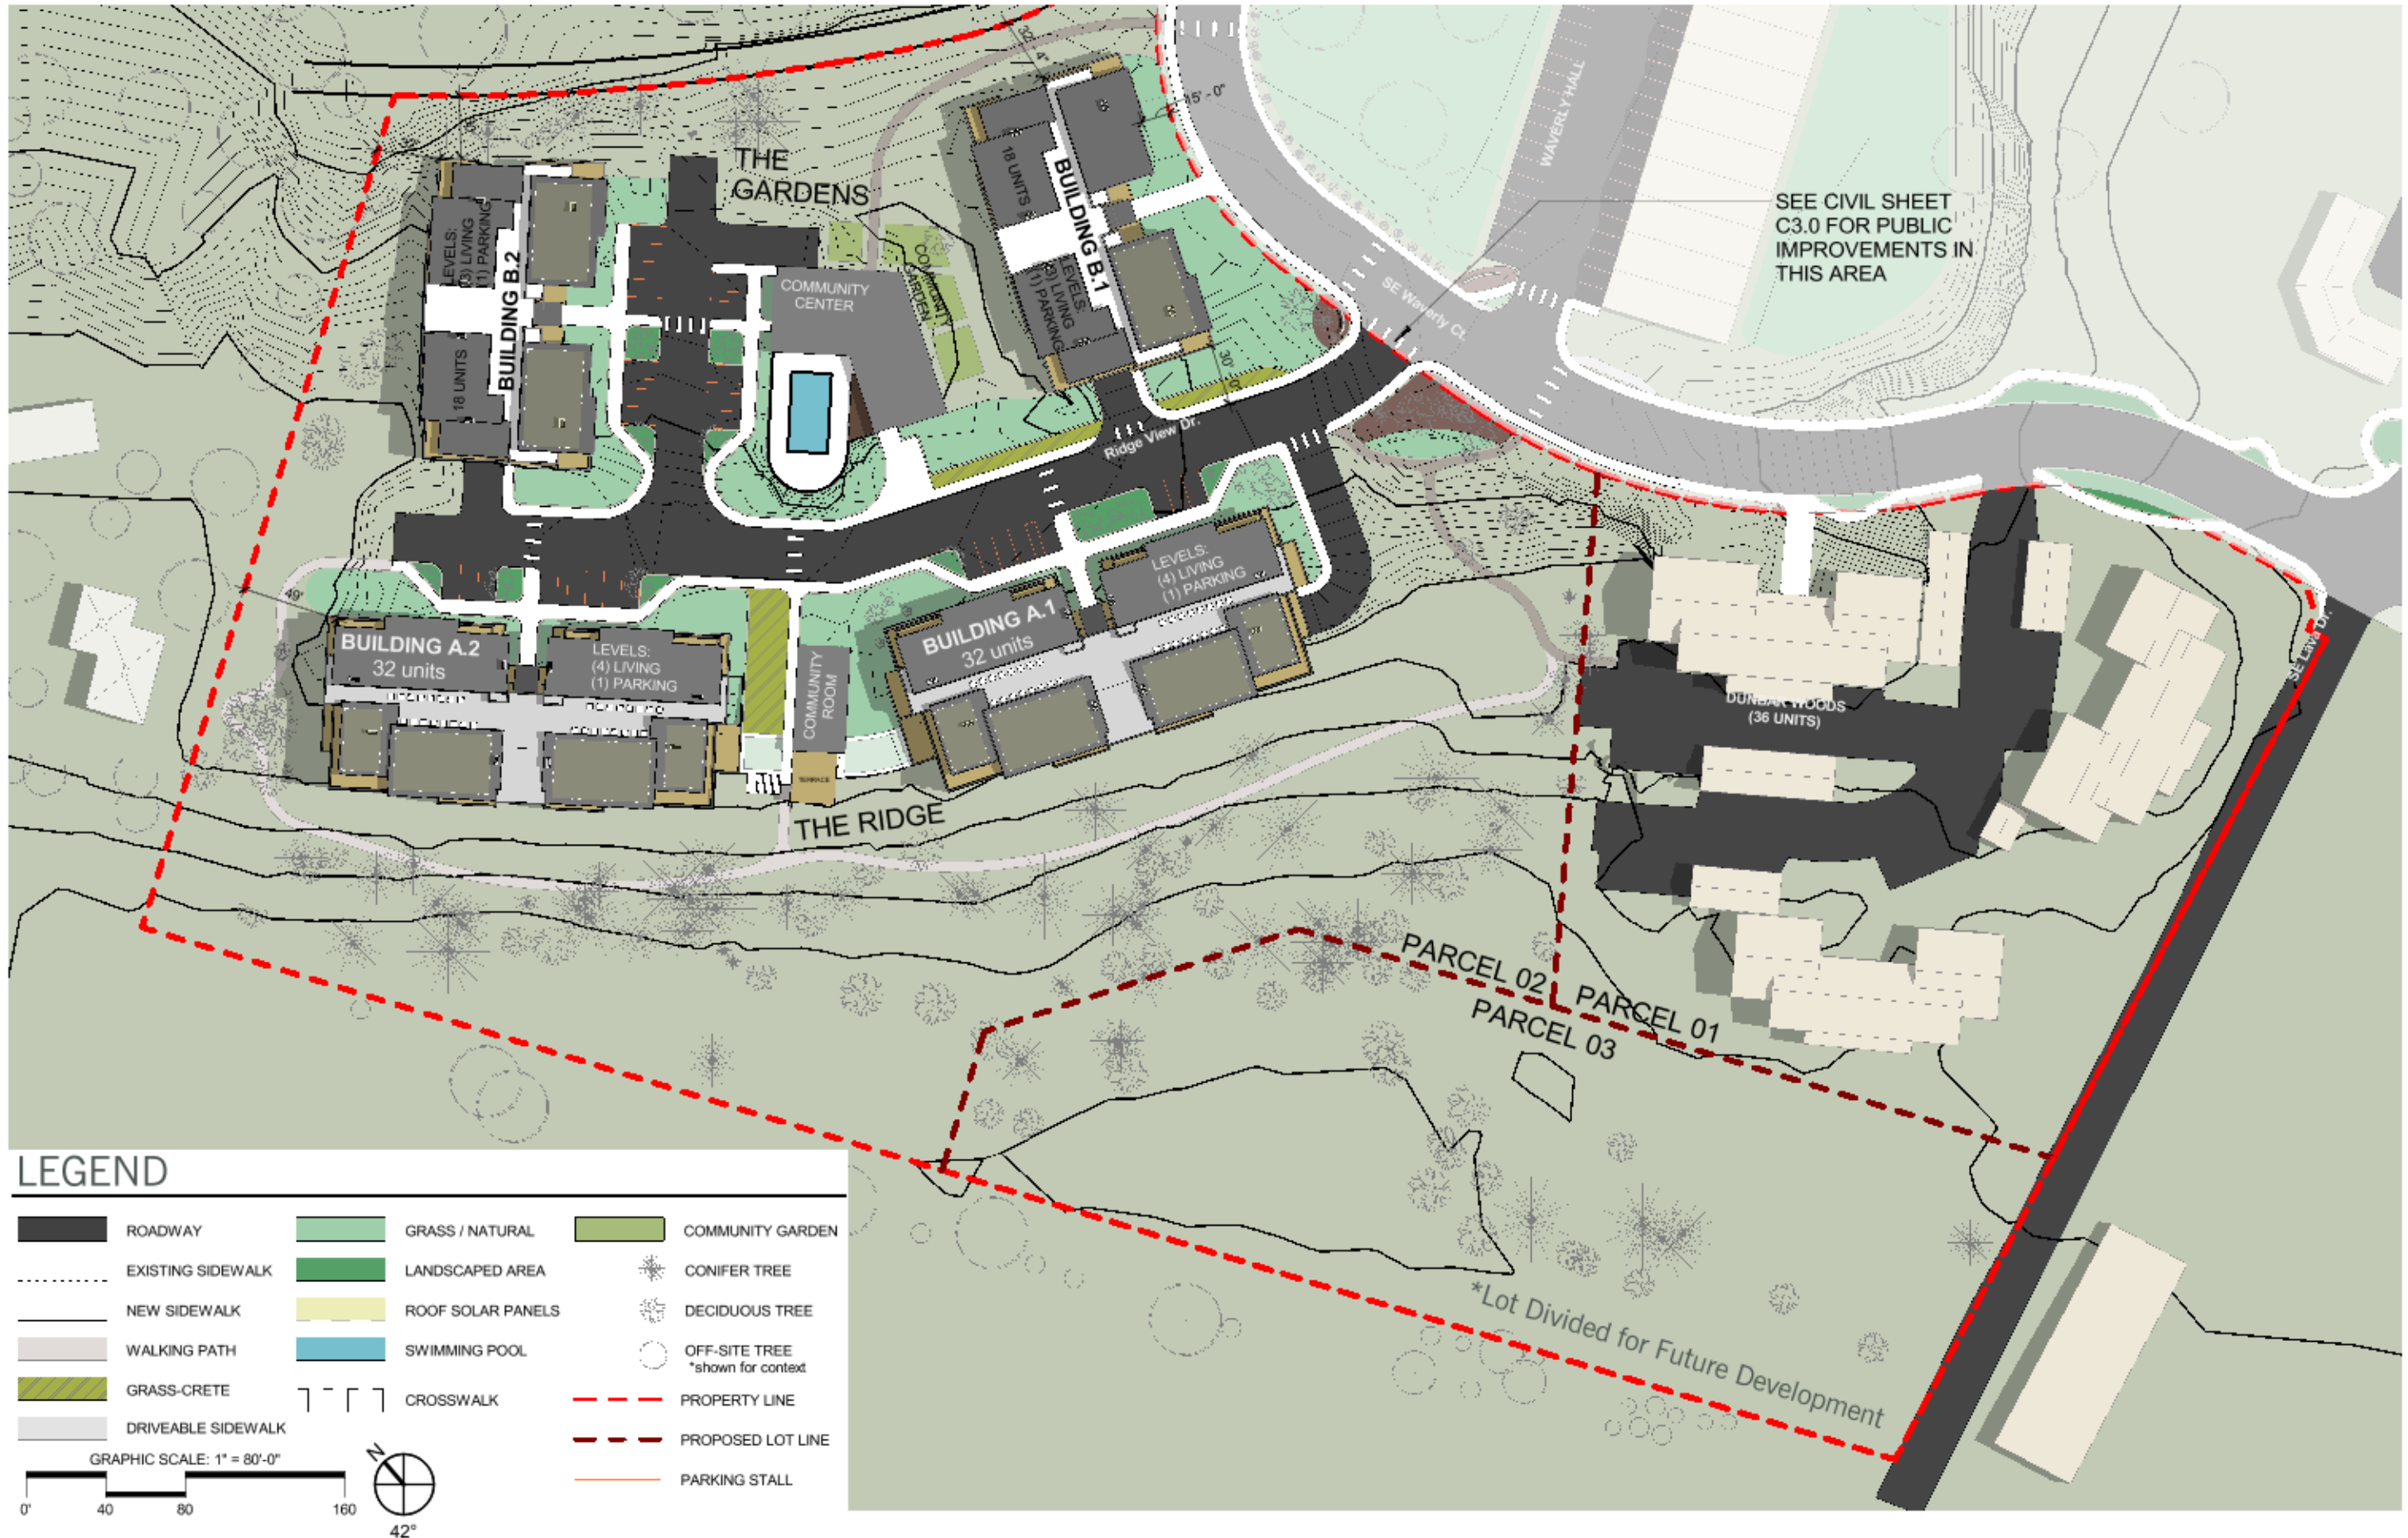 32' - 4"
15' - 0"
WAVERLY HALL
THE
GARDENS
18 UNITS
BUILDING B.1
LEVELS:
(3) LIVING
(1) PARKING
SEE CIVIL SHEET
C3.0 FOR PUBLIC
IMPROVEMENTS IN
THIS AREA
LEVELS:
(3) LIVING
(1) PARKING
BUILDING B.2
18 UNITS
COMMUNITY
CENTER
COMMUNITY
GARDEN
SE Waverly Ct.
30' - 0"
Ridge View Dr.
49'
BUILDING A.2
32 units
LEVELS:
(4) LIVING
(1) PARKING
COMMUNITY
ROOM
TERRACE
BUILDING A.1
32 units
LEVELS:
(4) LIVING
(1) PARKING
DUNBAR WOODS
(36 UNITS)
SE Lava Dr.
THE RIDGE
PARCEL 02
PARCEL 01
PARCEL 03
*Lot Divided for Future Development
LEGEND
ROADWAY
EXISTING SIDEWALK
NEW SIDEWALK
WALKING PATH
GRASS-CRETE
DRIVEABLE SIDEWALK
GRASS / NATURAL
LANDSCAPED AREA
ROOF SOLAR PANELS
SWIMMING POOL
CROSSWALK
COMMUNITY GARDEN
CONIFER TREE
DECIDUOUS TREE
OFF-SITE TREE
*shown for context
PROPERTY LINE
PROPOSED LOT LINE
PARKING STALL
GRAPHIC SCALE: 1" = 80'-0"
0'
40
80
160
N
42°